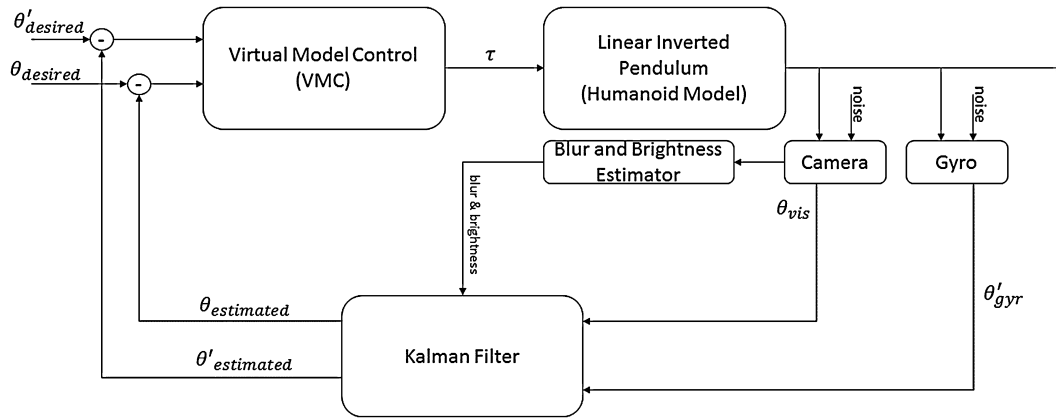 θ′desired
-
θdesired
-
Virtual Model Control
(VMC)
τ
Linear Inverted
Pendulum
(Humanoid Model)
noise
noise
Blur and Brightness
Estimator
Camera
Gyro
blur & brightness
θvis
θ′gyr
θestimated
θ′estimated
Kalman Filter